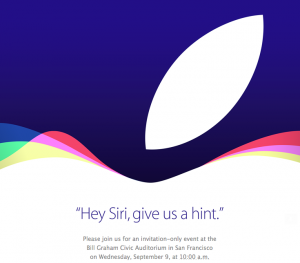 “Hey Siri, give us a hint.”
Please join us for an invitation-only event at the
Bill Graham Civic Auditorium in San Francisco
on Wednesday, September 9, at 10:00 a.m.